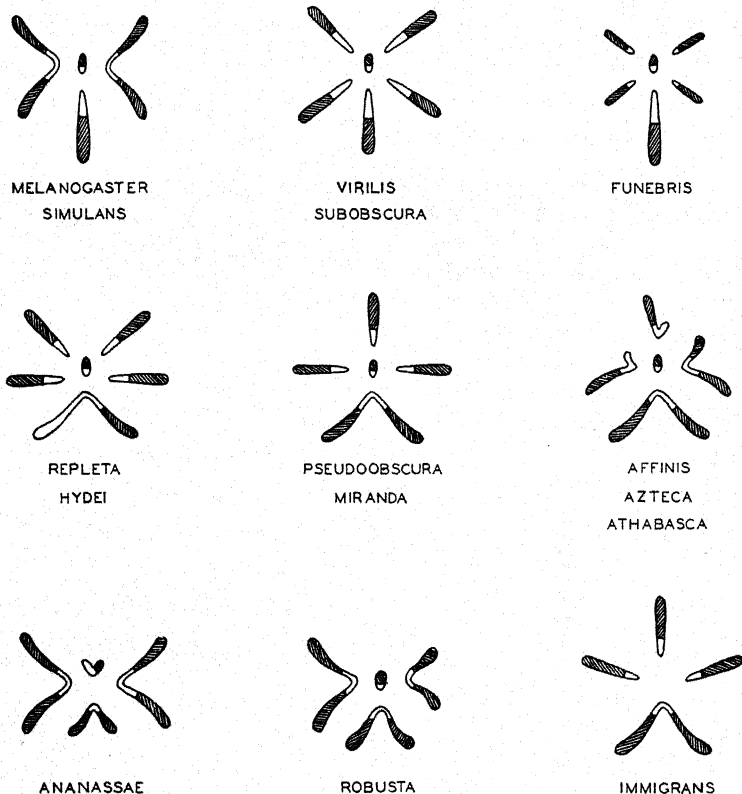 MELANOGASTER
SIMULANS
VIRILIS
SUBOBSCURA
FUNEBRIS
REPLETA
HYDEI
PSEUDOOBSCURA
MIRANDA
AFFINIS
AZTECA
ATHABASCA
ANANASSAE
ROBUSTA
IMMIGRANS